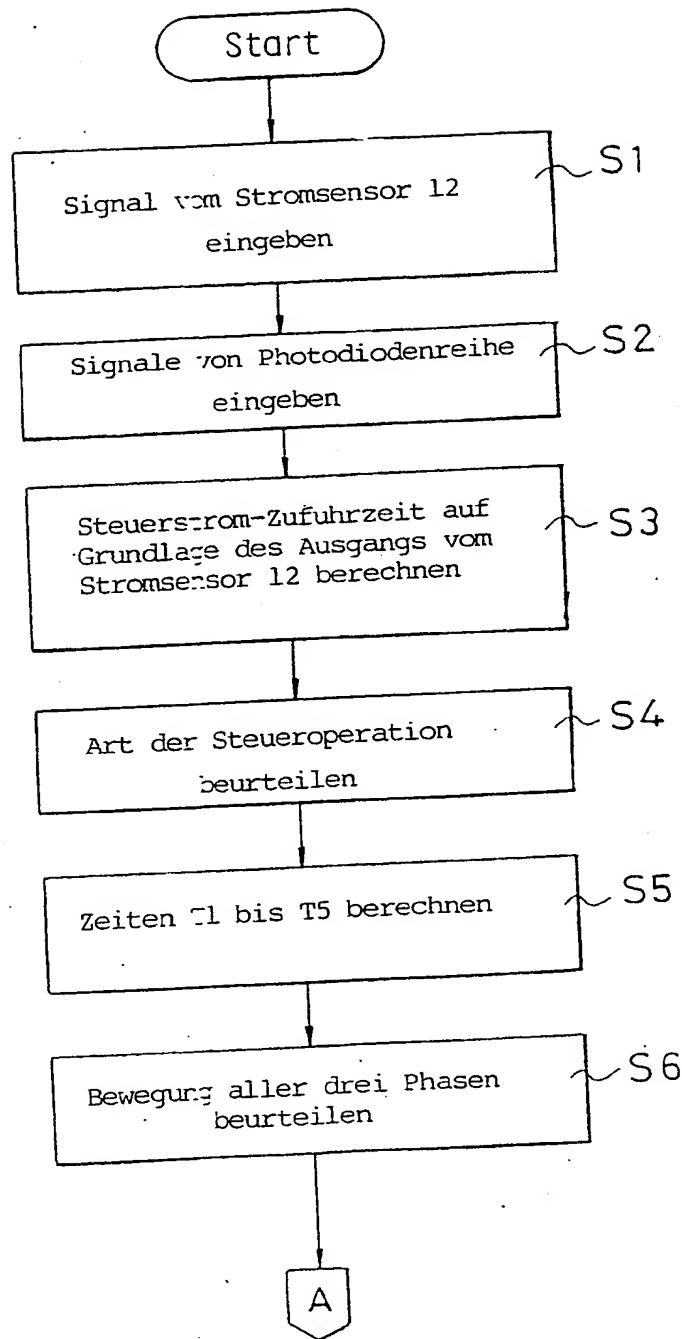 Start
S1
Signal vom Stromsensor 12
eingeben
S2
Signale von Photodiodenreihe
eingeben
S3
Steuerstrom-Zufuhrzeit auf
Grundlage des Ausgangs vom
Stromsensor 12 berechnen
S4
Art der Steueroperation
beurteilen
S5
Zeiten T1 bis T5 berechnen
S6
Bewegung aller drei Phasen
beurteilen
A